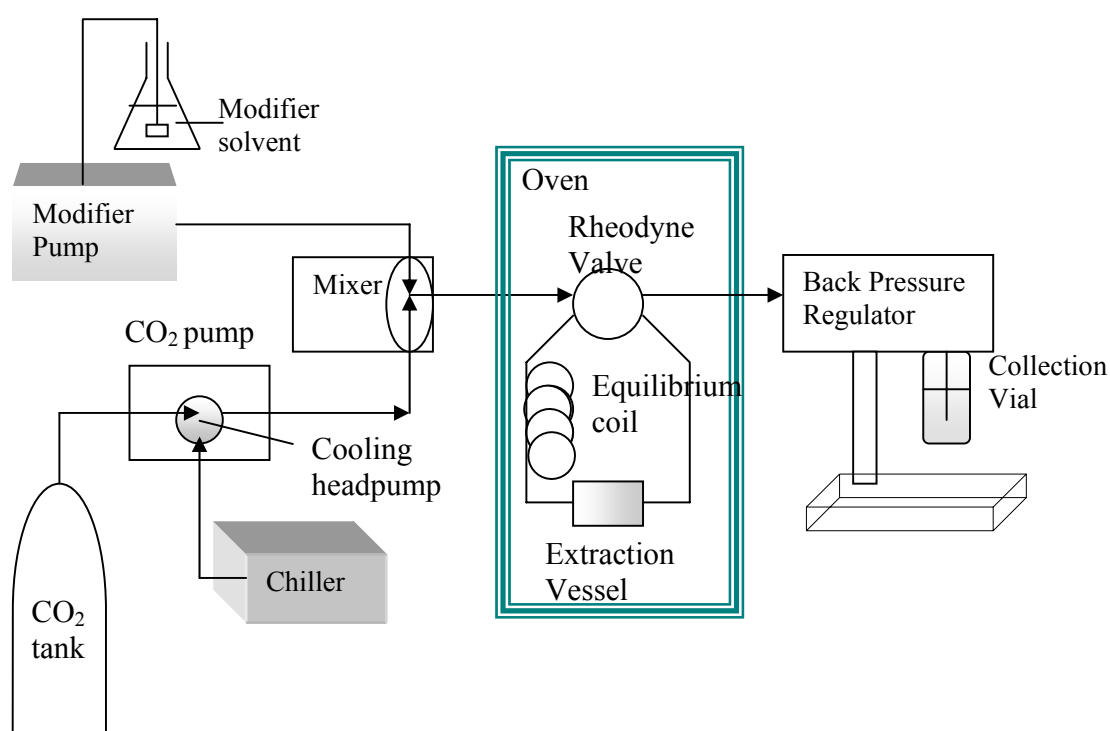 Modifier
solvent
Modifier
Pump
Oven
Rheodyne
Valve
Mixer
Back Pressure
Regulator
CO₂ pump
Collection
Vial
Equilibrium
coil
Cooling
headpump
Extraction
Vessel
Chiller
CO₂
tank